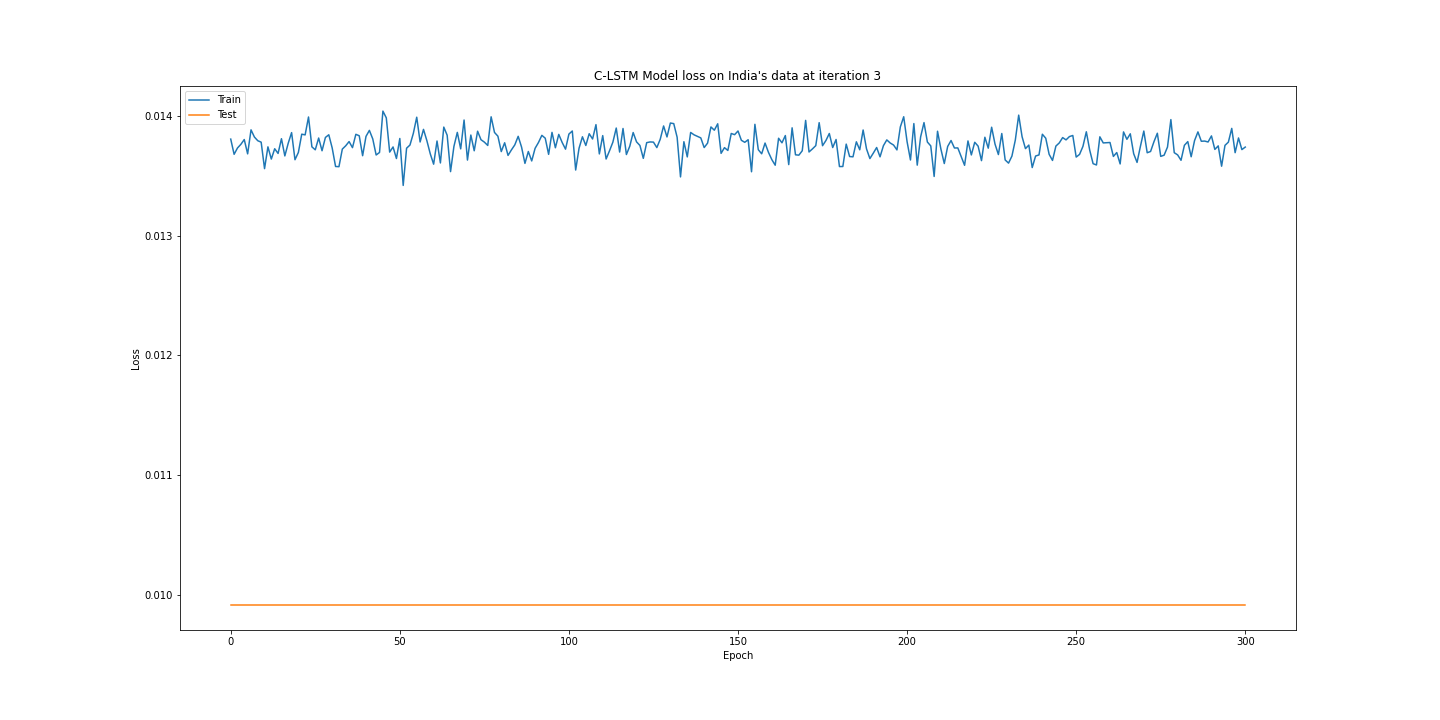 C-LSTM Model loss on India's data at iteration 3
Train
Test
0.014
0.013
0.012
0.011
0.010
Loss
0 50 100 150 200 250 300
Epoch